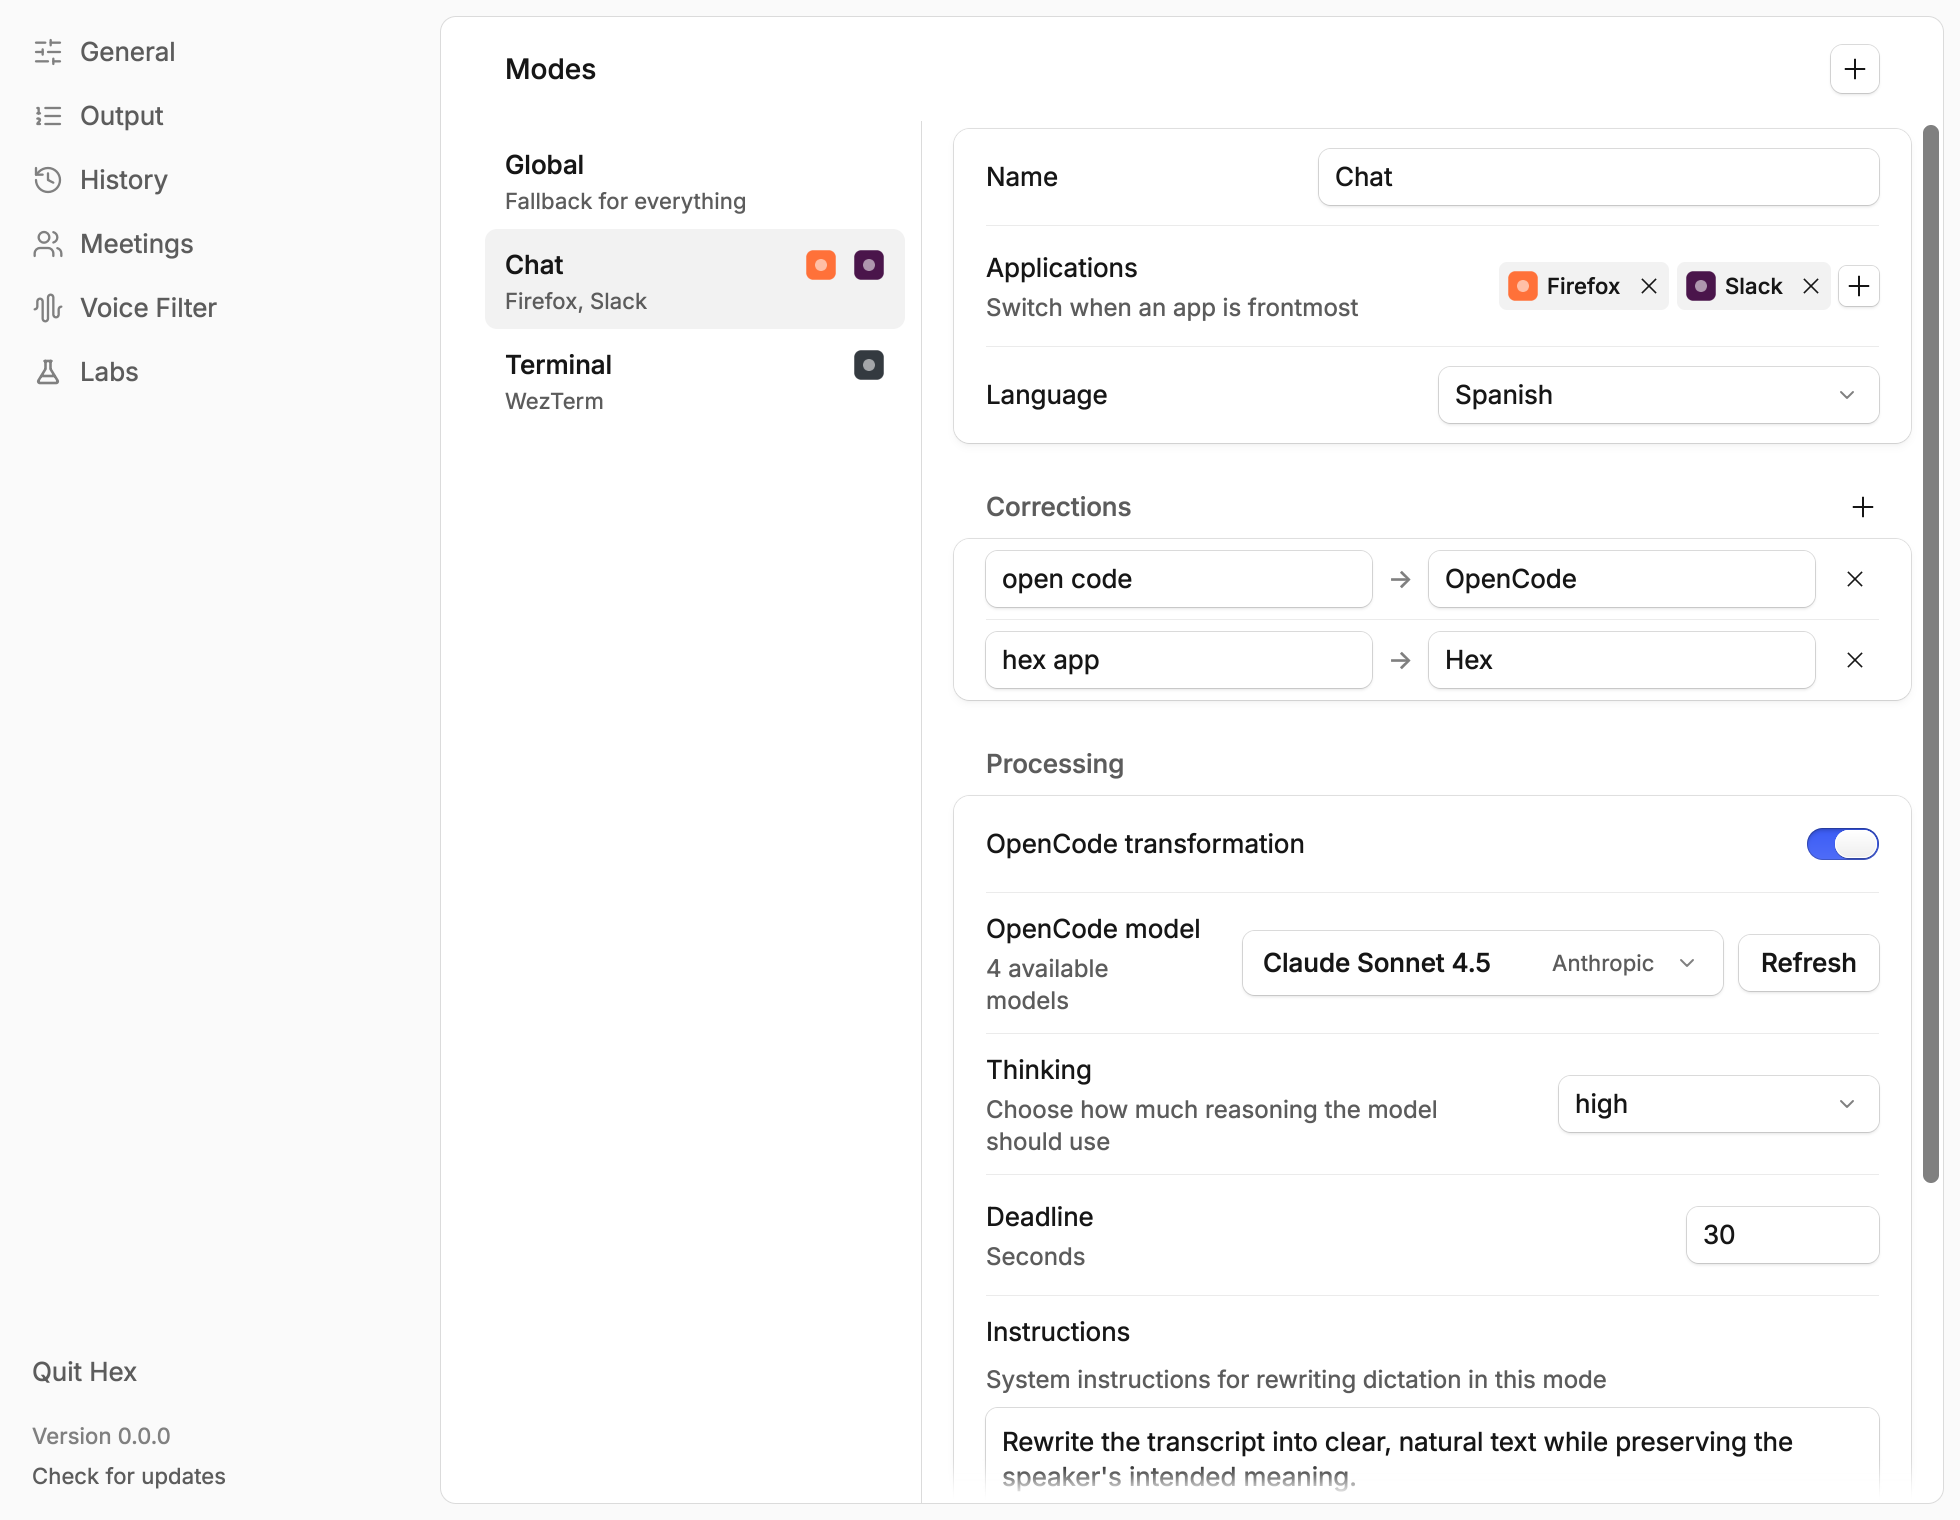 General
Output
History
Meetings
Voice Filter
Labs
Quit Hex
Version 0.0.0
Check for updates
Modes
Global
Fallback for everything
Chat
Firefox, Slack
Terminal
WezTerm
Name
Chat
Applications
Switch when an app is frontmost
Firefox
Slack
Language
Spanish
Corrections
open code → OpenCode
hex app → Hex
Processing
OpenCode transformation
OpenCode model
4 available
models
Claude Sonnet 4.5 Anthropic
Refresh
Thinking
Choose how much reasoning the model
should use
high
Deadline
Seconds
30
Instructions
System instructions for rewriting dictation in this mode
Rewrite the transcript into clear, natural text while preserving the
speaker's intended meaning.